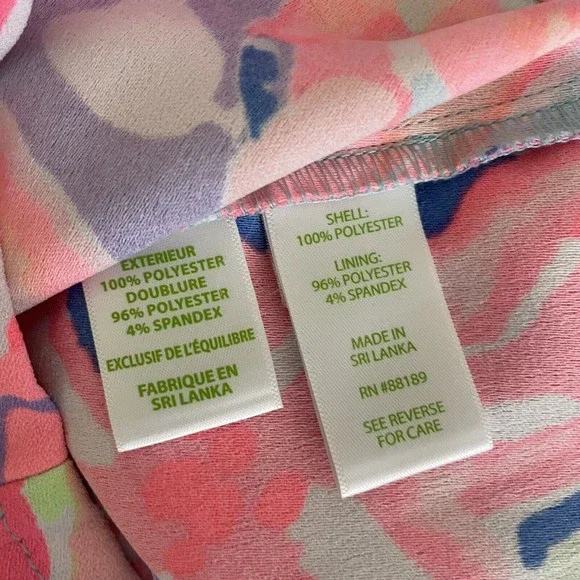 EXTERIEUR
100% POLYESTER
DOUBLURE
96% POLYESTER
4% SPANDEX
EXCLUSIF DE L'ÉQUILIBRE
FABRIQUE EN
SRI LANKA
SHELL:
100% POLYESTER
LINING:
96% POLYESTER
4% SPANDEX
MADE IN
SRI LANKA
RN #88189
SEE REVERSE
FOR CARE